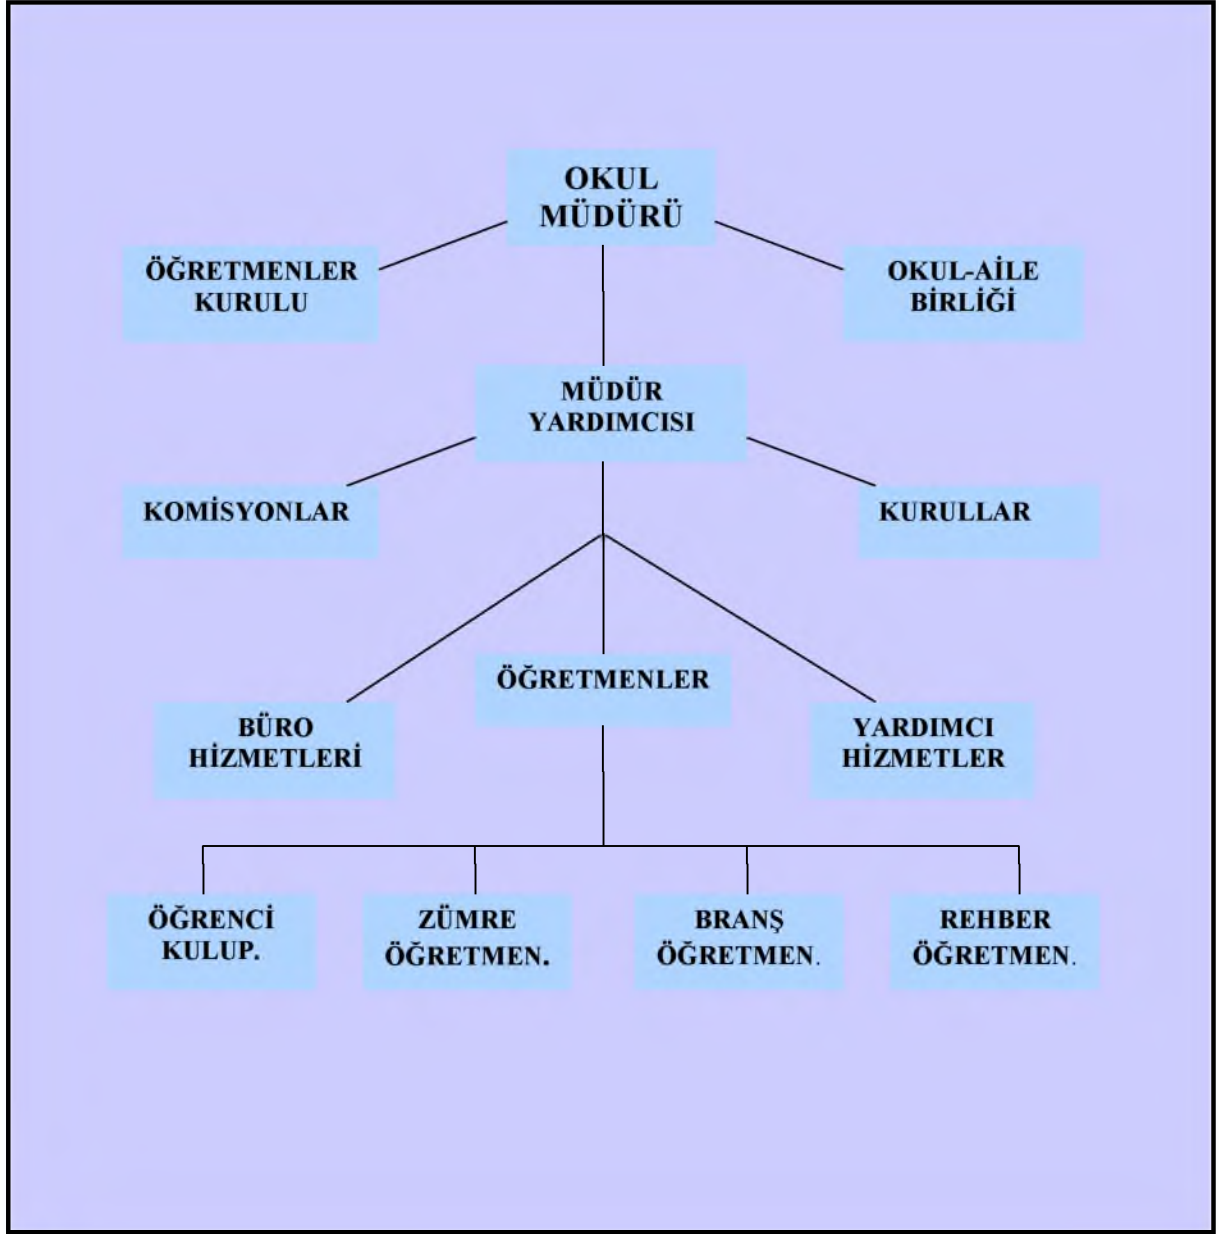 OKUL
MÜDÜRÜ
ÖĞRETMENLER
KURULU
OKUL-AİLE
BİRLİĞİ
MÜDÜR
YARDIMCISI
KOMİSYONLAR
KURULLAR
ÖĞRETMENLER
BÜRO
HİZMETLERİ
YARDIMCI
HİZMETLER
ÖĞRENCİ
KULUP.
ZÜMRE
ÖĞRETMEN.
BRANŞ
ÖĞRETMEN.
REHBER
ÖĞRETMEN.